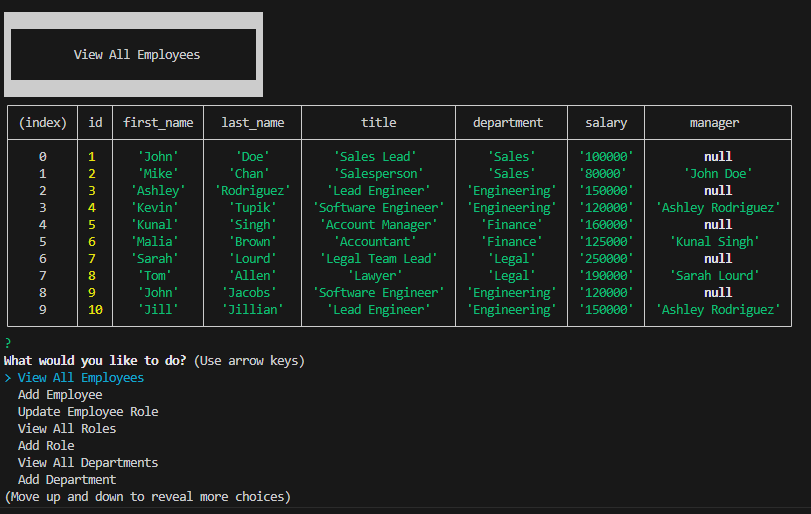 View All Employees
(index) id first_name last_name title department salary manager
0 1 'John' 'Doe' 'Sales Lead' 'Sales' '100000' null
1 2 'Mike' 'Chan' 'Salesperson' 'Sales' '80000' 'John Doe'
2 3 'Ashley' 'Rodriguez' 'Lead Engineer' 'Engineering' '150000' null
3 4 'Kevin' 'Tupik' 'Software Engineer' 'Engineering' '120000' 'Ashley Rodriguez'
4 5 'Kunal' 'Singh' 'Account Manager' 'Finance' '160000' null
5 6 'Malia' 'Brown' 'Accountant' 'Finance' '125000' 'Kunal Singh'
6 7 'Sarah' 'Lourd' 'Legal Team Lead' 'Legal' '250000' null
7 8 'Tom' 'Allen' 'Lawyer' 'Legal' '190000' 'Sarah Lourd'
8 9 'John' 'Jacobs' 'Software Engineer' 'Engineering' '120000' null
9 10 'Jill' 'Jillian' 'Lead Engineer' 'Engineering' '150000' 'Ashley Rodriguez'
?
What would you like to do? (Use arrow keys)
> View All Employees
Add Employee
Update Employee Role
View All Roles
Add Role
View All Departments
Add Department
(Move up and down to reveal more choices)